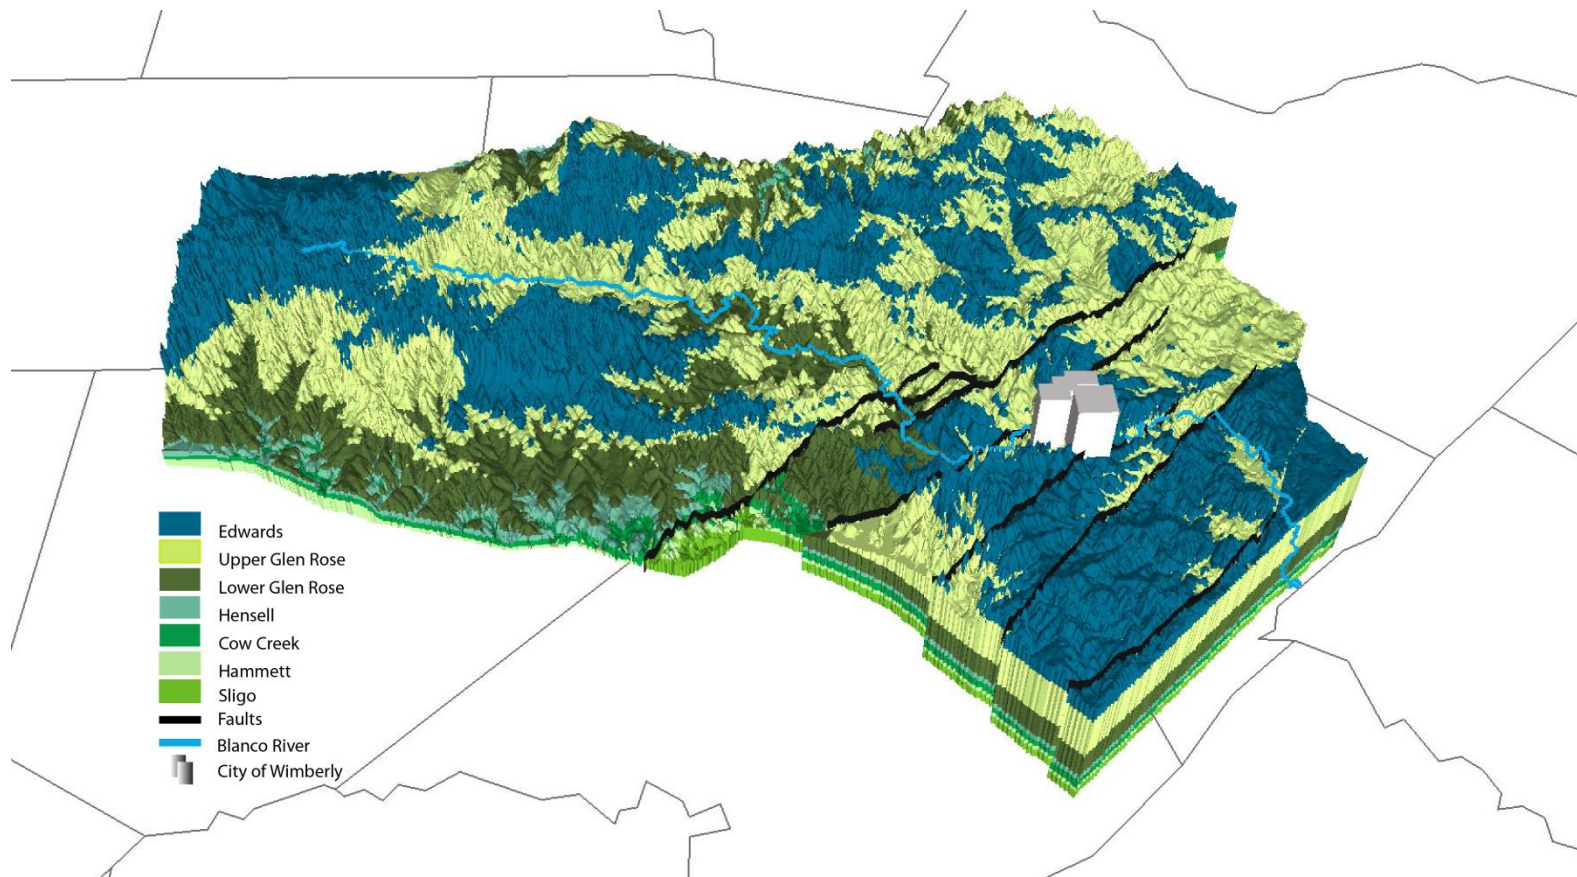 Edwards
Upper Glen Rose
Lower Glen Rose
Hensell
Cow Creek
Hammett
Sligo
Faults
Blanco River
City of Wimberly